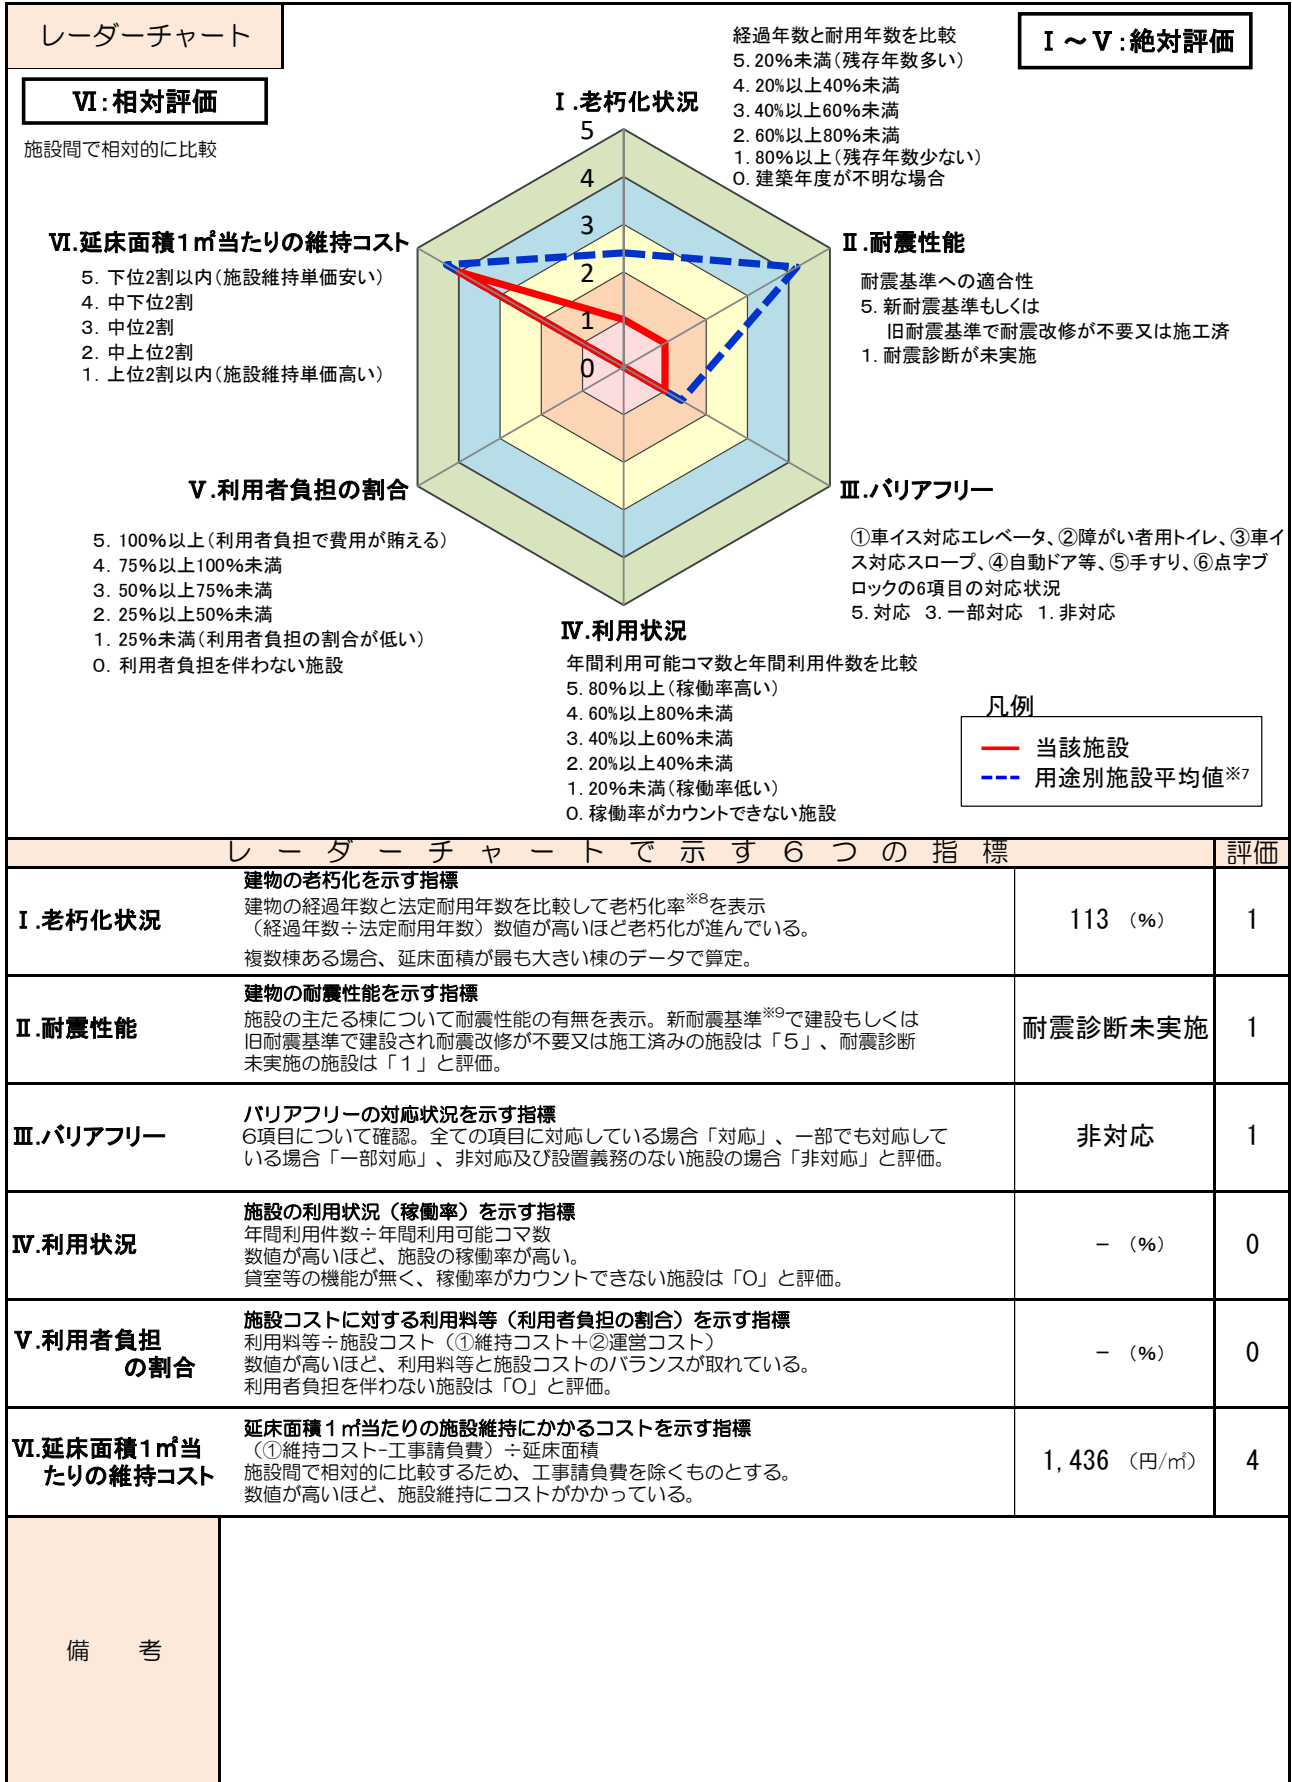 レーダーチャート
Ⅵ：相対評価
施設間で相対的に比較
Ⅰ～Ⅴ：絶対評価
経過年数と耐用年数を比較
5．20％未満（残存年数多い）
4．20％以上40％未満
3．40％以上60％未満
2．60％以上80％未満
1．80％以上（残存年数少ない）
0．建築年度が不明な場合
Ⅰ.老朽化状況
5
4
3
2
1
0
Ⅱ.耐震性能
耐震基準への適合性
5．新耐震基準もしくは
旧耐震基準で耐震改修が不要又は施工済
1．耐震診断が未実施
Ⅵ.延床面積1㎡当たりの維持コスト
5．下位2割以内（施設維持単価安い）
4．中下位2割
3．中位2割
2．中上位2割
1．上位2割以内（施設維持単価高い）
Ⅴ.利用者負担の割合
5．100％以上（利用者負担で費用が賄える）
4．75％以上100％未満
3．50％以上75％未満
2．25％以上50％未満
1．25％未満（利用者負担の割合が低い）
0．利用者負担を伴わない施設
Ⅲ.バリアフリー
①車イス対応エレベータ、②障がい者用トイレ、③車イ
ス対応スロープ、④自動ドア等、⑤手すり、⑥点字ブ
ロックの6項目の対応状況
5．対応 3．一部対応 1．非対応
Ⅳ.利用状況
年間利用可能コマ数と年間利用件数を比較
5．80％以上（稼働率高い）
4．60％以上80％未満
3．40％以上60％未満
2．20％以上40％未満
1．20％未満（稼働率低い）
0．稼働率がカウントできない施設
凡例
当該施設
用途別施設平均値※7
レーダーチャートで示す６つの指標 評価
Ⅰ.老朽化状況
建物の老朽化を示す指標
建物の経過年数と法定耐用年数を比較して老朽化率※8を表示
（経過年数÷法定耐用年数）数値が高いほど老朽化が進んでいる。
複数棟ある場合、延床面積が最も大きい棟のデータで算定。
113 （％） 1
Ⅱ.耐震性能
建物の耐震性能を示す指標
施設の主たる棟について耐震性能の有無を表示。新耐震基準※9で建設もしくは
旧耐震基準で建設され耐震改修が不要又は施工済みの施設は「５」、耐震診断
未実施の施設は「１」と評価。
耐震診断未実施 1
Ⅲ.バリアフリー
バリアフリーの対応状況を示す指標
6項目について確認。全ての項目に対応している場合「対応」、一部でも対応して
いる場合「一部対応」、非対応及び設置義務のない施設の場合「非対応」と評価。
非対応 1
Ⅳ.利用状況
施設の利用状況（稼働率）を示す指標
年間利用件数÷年間利用可能コマ数
数値が高いほど、施設の稼働率が高い。
貸室等の機能が無く、稼働率がカウントできない施設は「０」と評価。
－ （％） 0
Ⅴ.利用者負担
の割合
施設コストに対する利用料等（利用者負担の割合）を示す指標
利用料等÷施設コスト（①維持コスト＋②運営コスト）
数値が高いほど、利用料等と施設コストのバランスが取れている。
利用者負担を伴わない施設は「０」と評価。
－ （％） 0
Ⅵ.延床面積1㎡当
たりの維持コスト
延床面積１㎡当たりの施設維持にかかるコストを示す指標
（①維持コスト−工事請負費）÷延床面積
施設間で相対的に比較するため、工事請負費を除くものとする。
数値が高いほど、施設維持にコストがかかっている。
1,436 （円/㎡） 4
備 考